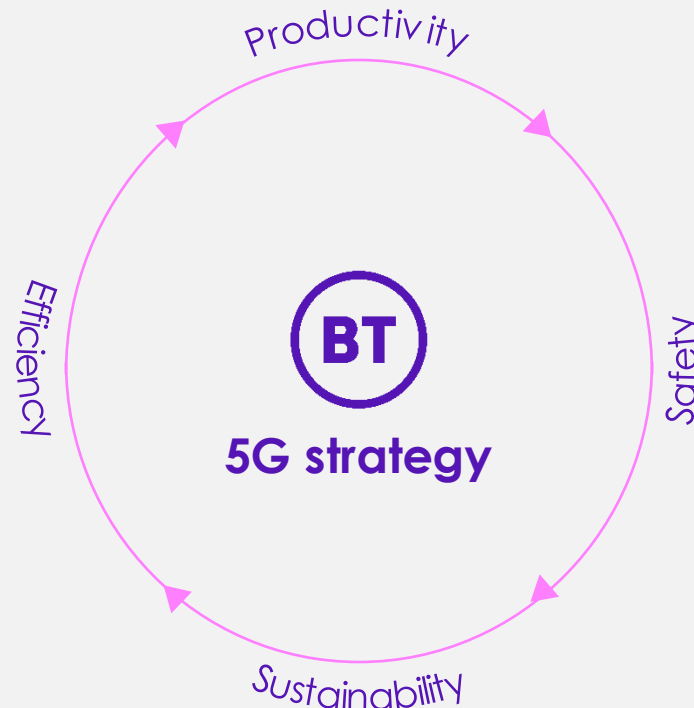 Productivity
Efficiency
BT
5G strategy
Safety
Sustainability